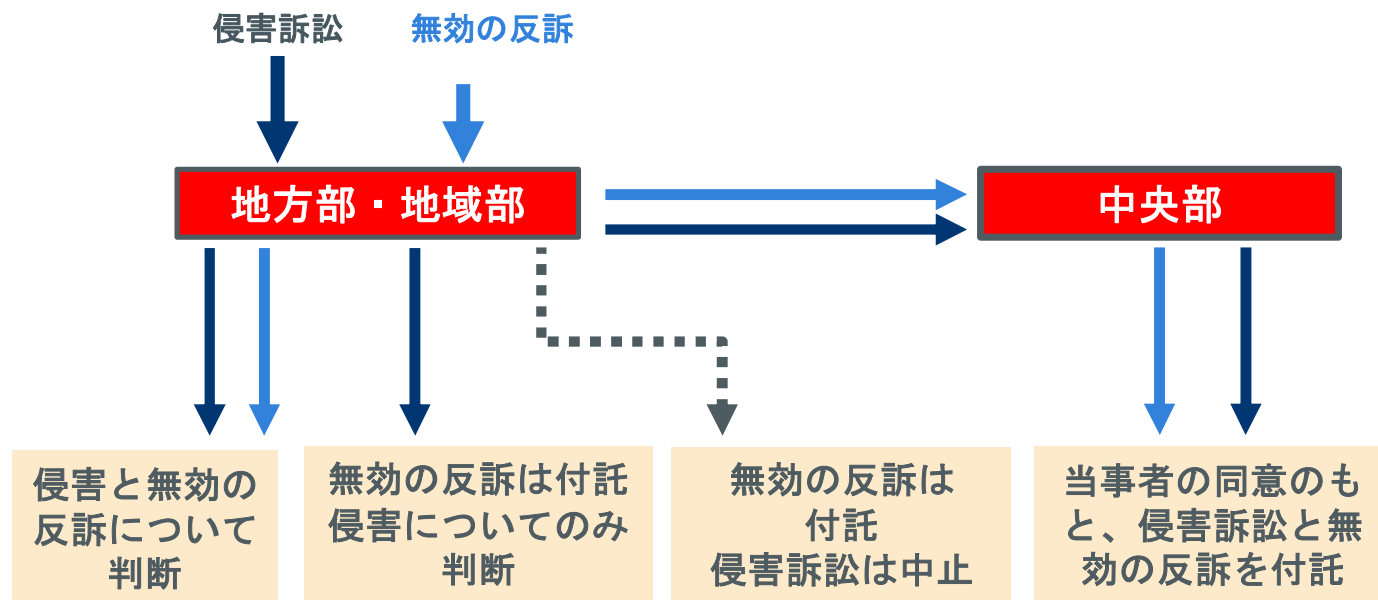 侵害訴訟
無効の反訴
地方部・地域部
中央部
侵害と無効の
反訴について
判断
無効の反訴は付託
侵害についてのみ
判断
無効の反訴は
付託
侵害訴訟は中止
当事者の同意のも
と、侵害訴訟と無
効の反訴を付託